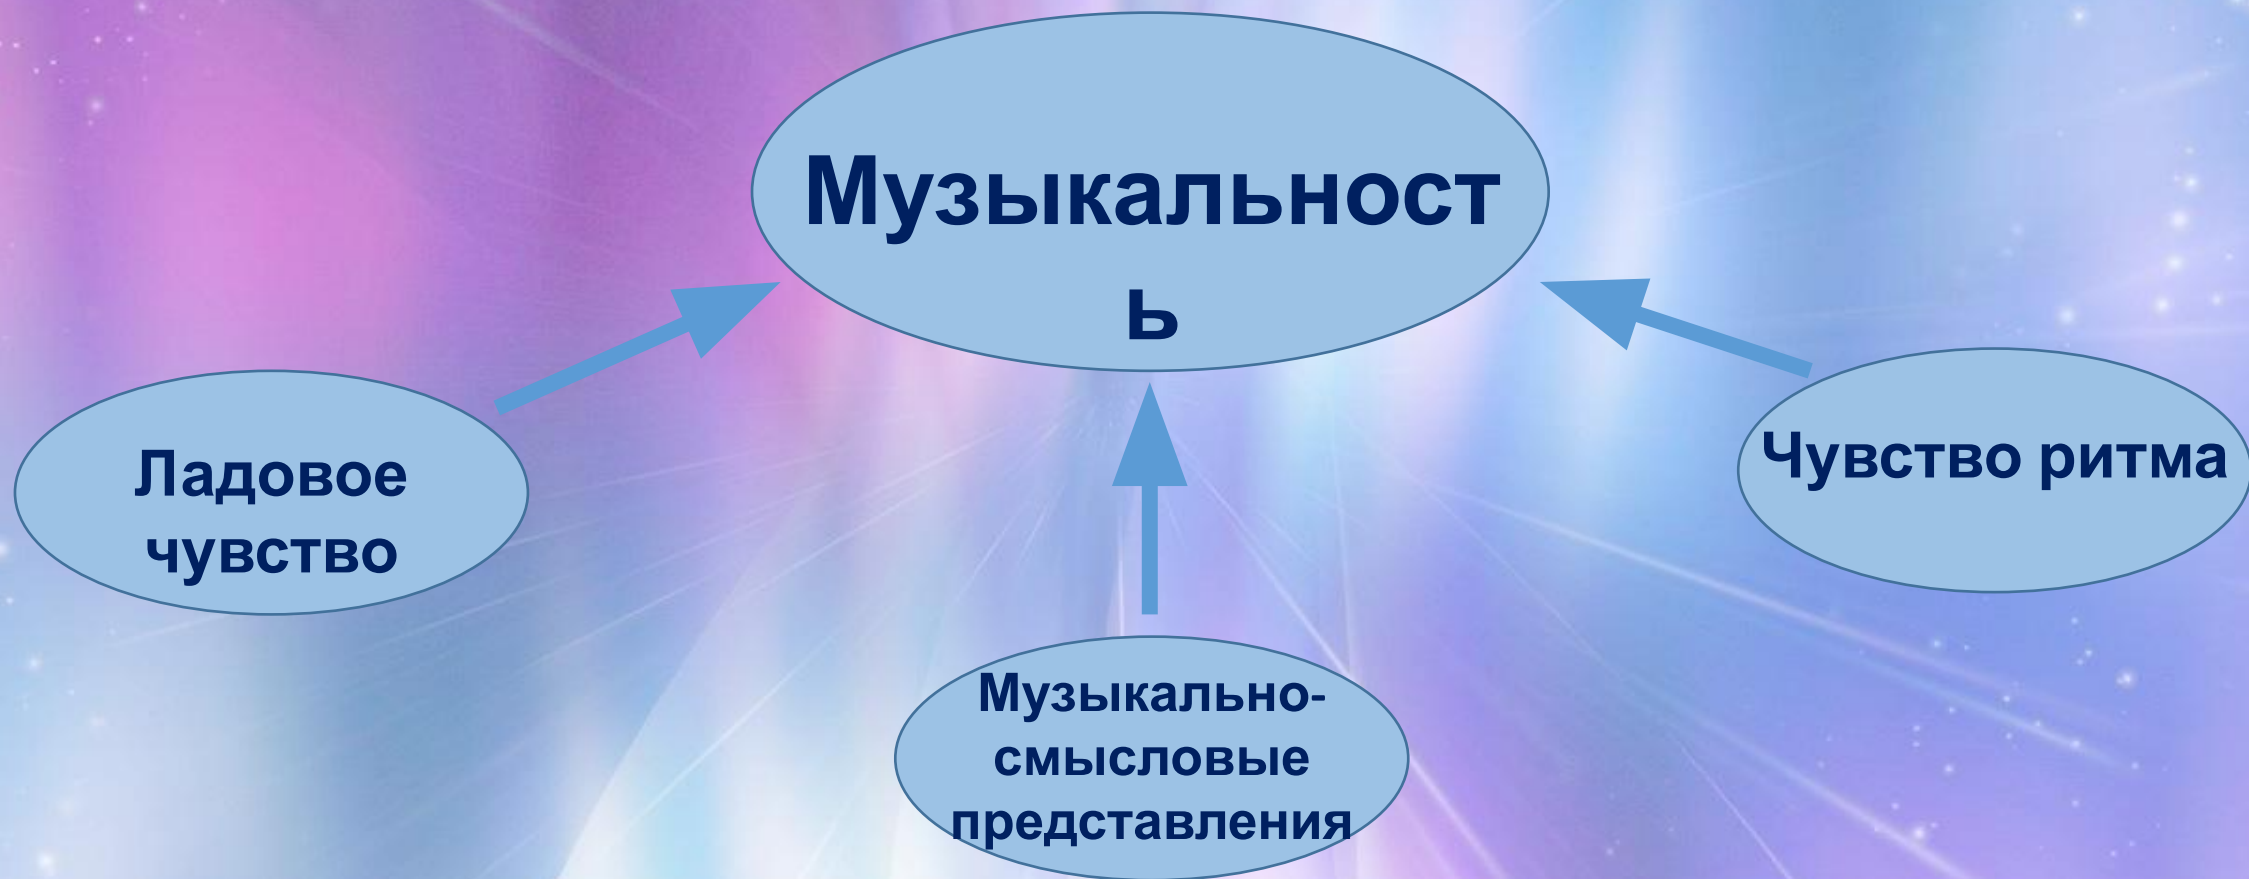 Музыкальност
ь
Ладовое
чувство
Музыкально-
смысловые
представления
Чувство ритма